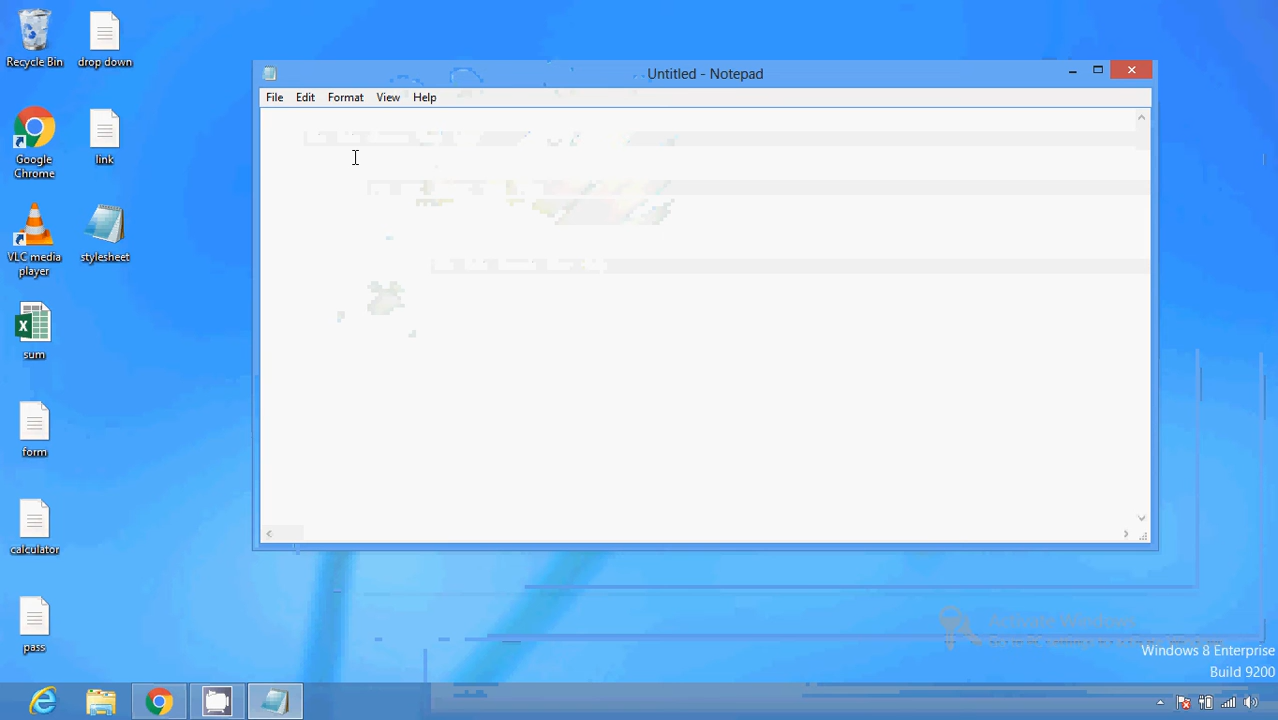 Recycle Bin
drop down
Google
Chrome
link
VLC media
player
stylesheet
sum
form
calculator
pass
Untitled - Notepad
File Edit Format View Help
Activate Windows
Windows 8 Enterprise
Build 9200